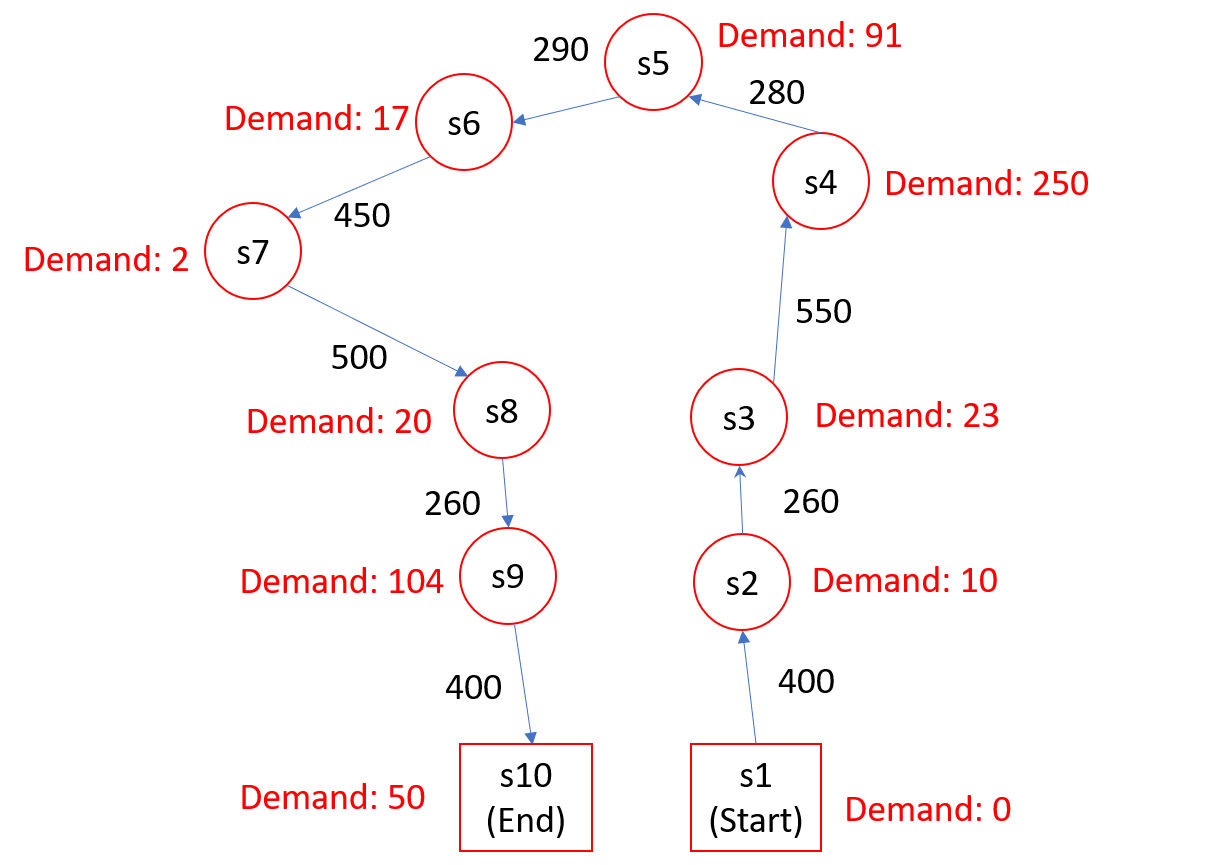 Demand: 91
290
s5
280
Demand: 17
s6
s4
Demand: 250
450
s7
Demand: 2
550
500
s8
Demand: 20
s3
Demand: 23
260
260
Demand: 104
s9
s2
Demand: 10
400
400
s10
(End)
Demand: 50
s1
(Start)
Demand: 0